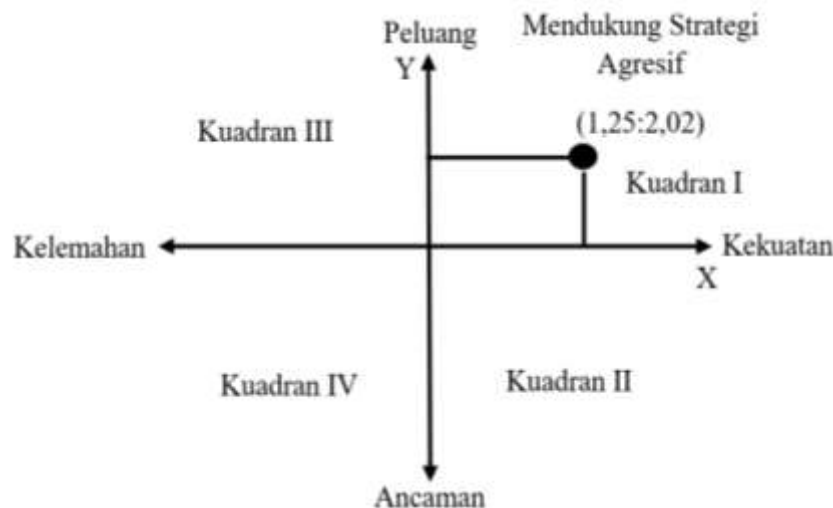 Peluang
Mendukung Strategi
Agresif
Y
(1,25:2,02)
Kuadran III
Kuadran I
Kelemahan
Kekuatan
X
Kuadran IV
Kuadran II
Ancaman